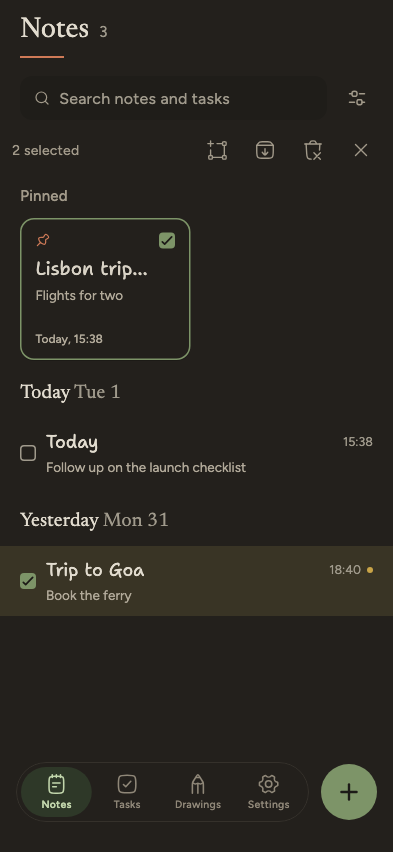 Notes 3
Search notes and tasks
2 selected
Pinned
Lisbon trip...
Flights for two
Today, 15:38
Today Tue 1
Today 15:38
Follow up on the launch checklist
Yesterday Mon 31
Trip to Goa 18:40
Book the ferry
Notes Tasks Drawings Settings